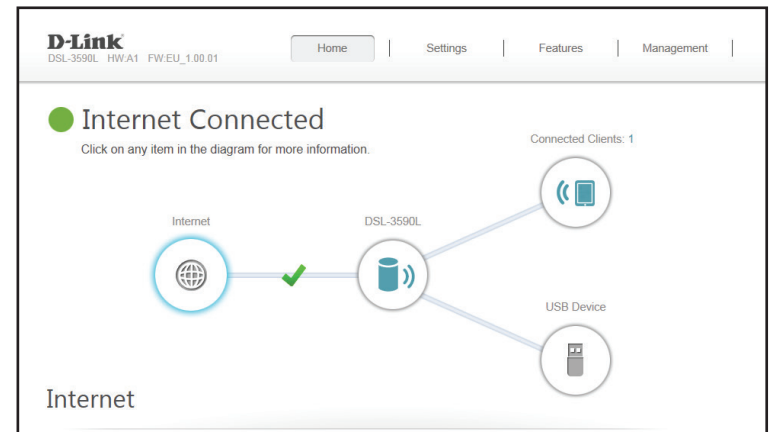 D-Link
DSL-3590L HW:A1 FW:EU_1.00.01
Home
Settings
Features
Management
Internet Connected
Click on any item in the diagram for more information.
Connected Clients: 1
Internet
DSL-3590L
USB Device
Internet